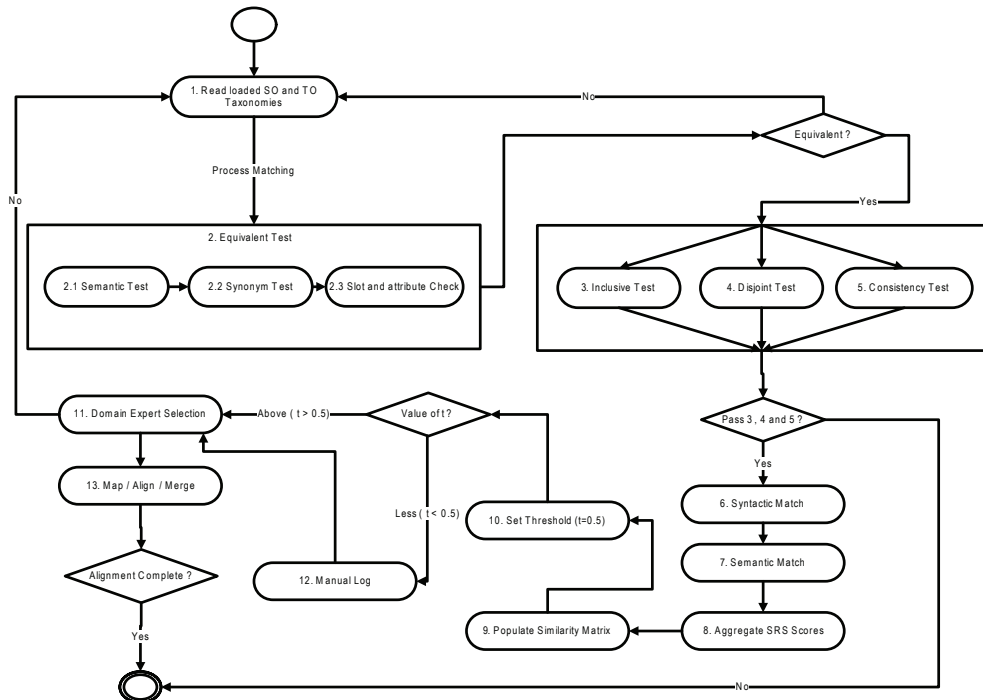 1. Read loaded SO and TO
Taxonomies
No
Equivalent ?
Process Matching
No
Yes
2. Equivalent Test
2.1 Semantic Test
2.2 Synonym Test
2.3 Slot and attribute Check
3. Inclusive Test
4. Disjoint Test
5. Consistency Test
11. Domain Expert Selection
Above ( t > 0.5)
Value of t ?
Pass 3 , 4 and 5 ?
Yes
13. Map / Align / Merge
6. Syntactic Match
Less ( t < 0.5)
10. Set Threshold (t=0.5)
7. Semantic Match
Alignment Complete ?
12. Manual Log
9. Populate Similarity Matrix
8. Aggregate SRS Scores
Yes
No